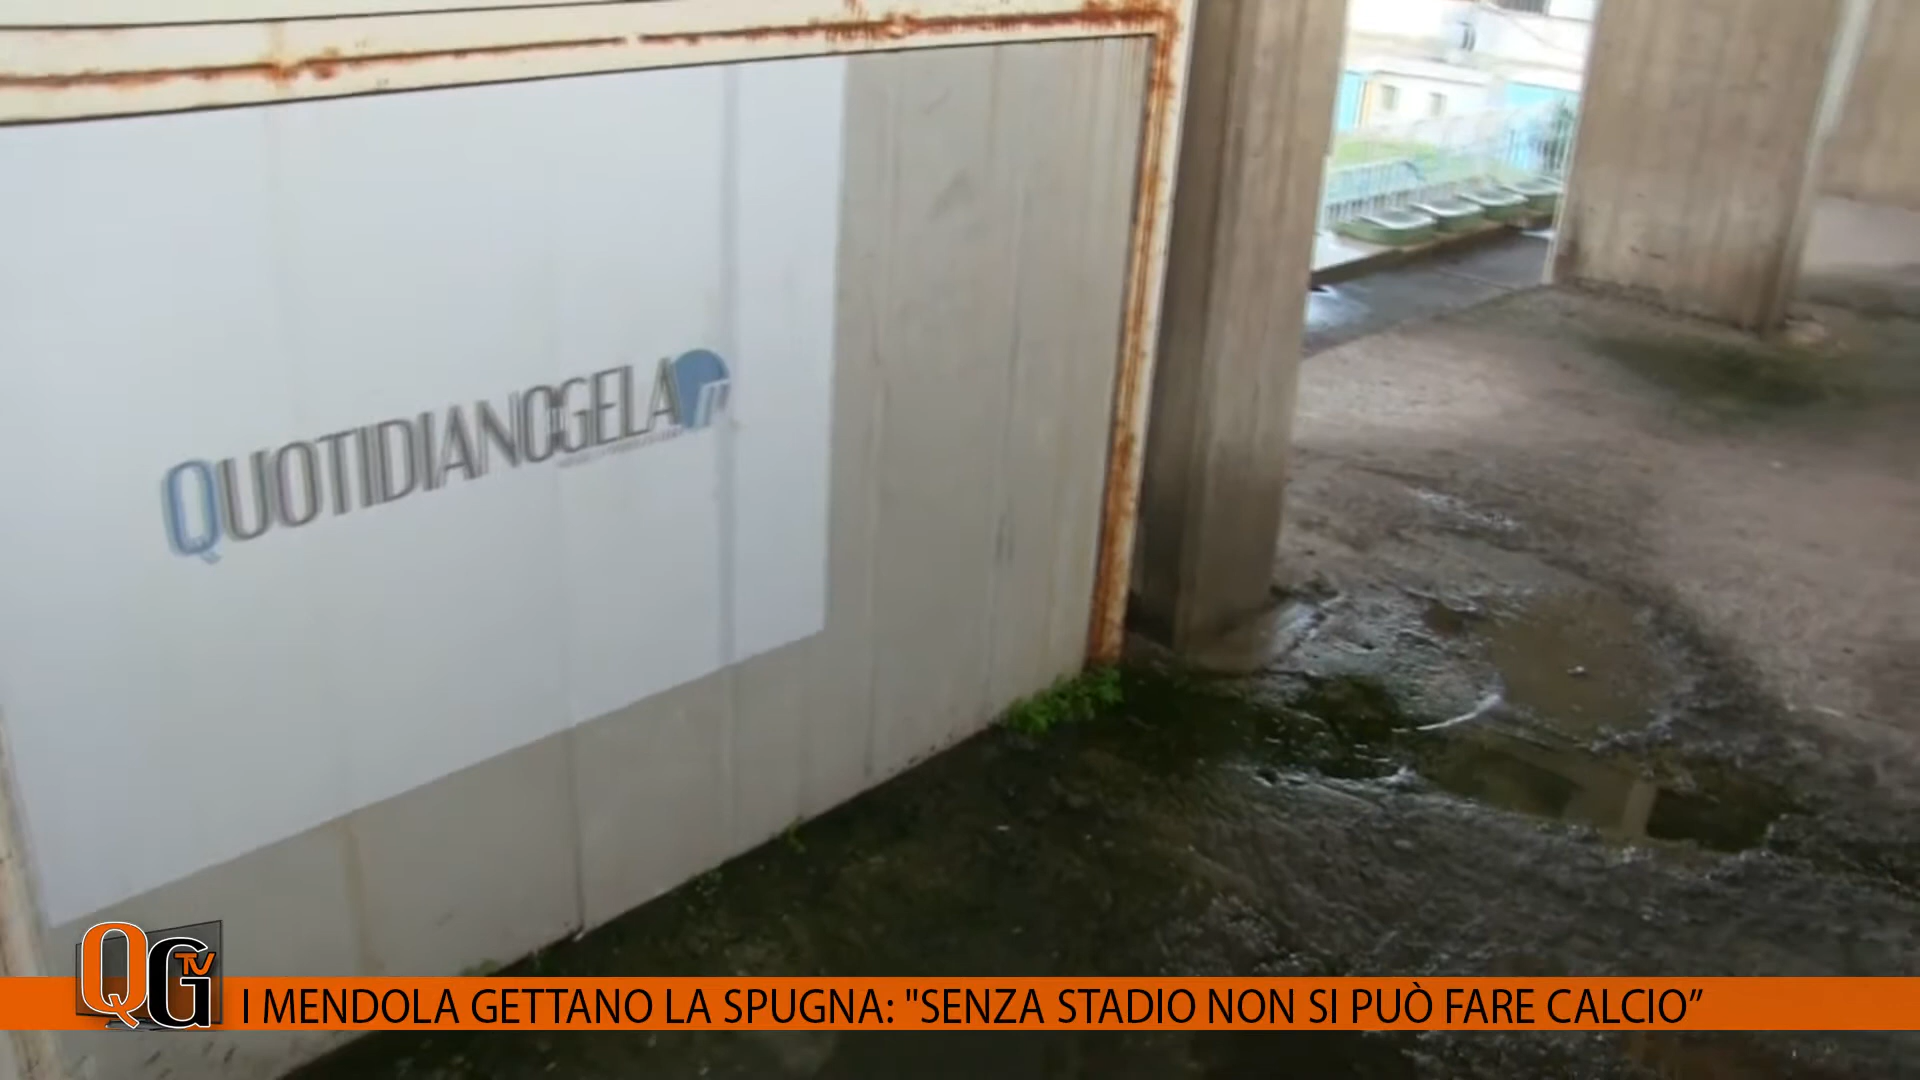 QUOTIDIANOGELA
QG TV
I MENDOLA GETTANO LA SPUGNA: "SENZA STADIO NON SI PUÒ FARE CALCIO”